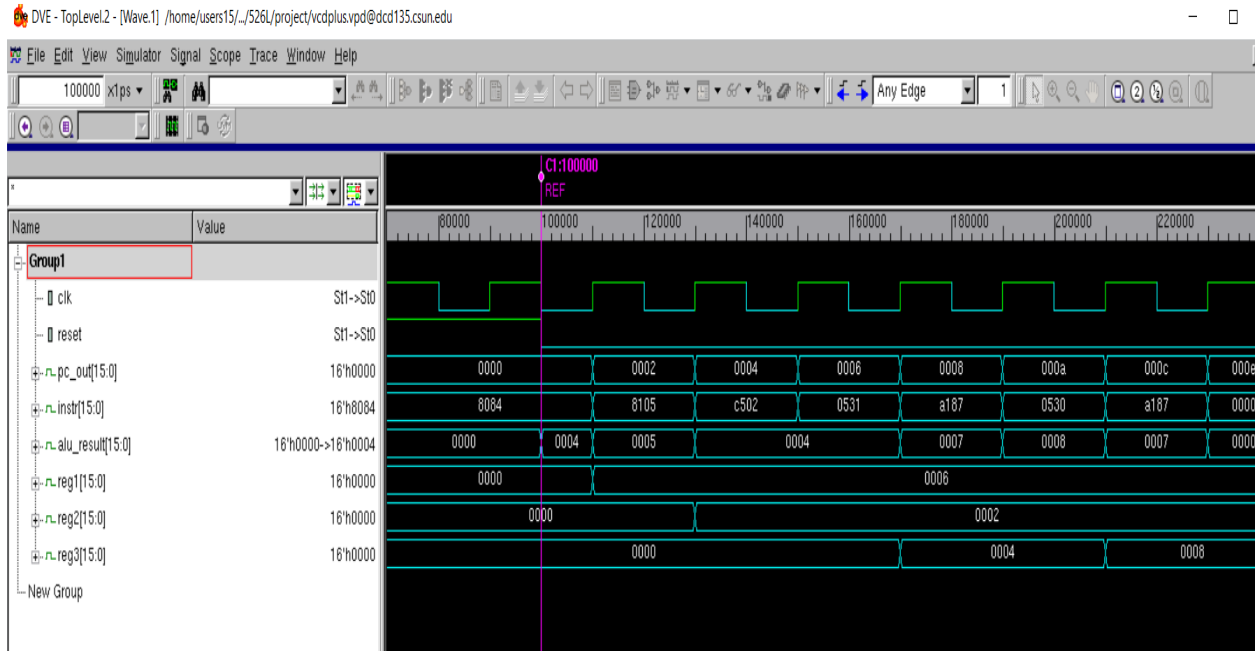 DVE - TopLevel.2 - [Wave.1] /home/users15/.../526L/project/vcdplus.vpd@dcd135.csun.edu
File Edit View Simulator Signal Scope Trace Window Help
100000 x1ps Any Edge 1
C1:100000
REF
Name Value
80000 100000 120000 140000 160000 180000 200000 220000
Group1
clk St1->St0
reset St1->St0
pc_out[15:0] 16'h0000 0000 0002 0004 0006 0008 000a 000c 000e
instr[15:0] 16'h8084 8084 8105 c502 0531 a187 0530 a187 0000
alu_result[15:0] 16'h0000->16'h0004 0000 0004 0005 0004 0007 0008 0007 0000
reg1[15:0] 16'h0000 0000 0006
reg2[15:0] 16'h0000 0000 0002
reg3[15:0] 16'h0000 0000 0004 0008
New Group